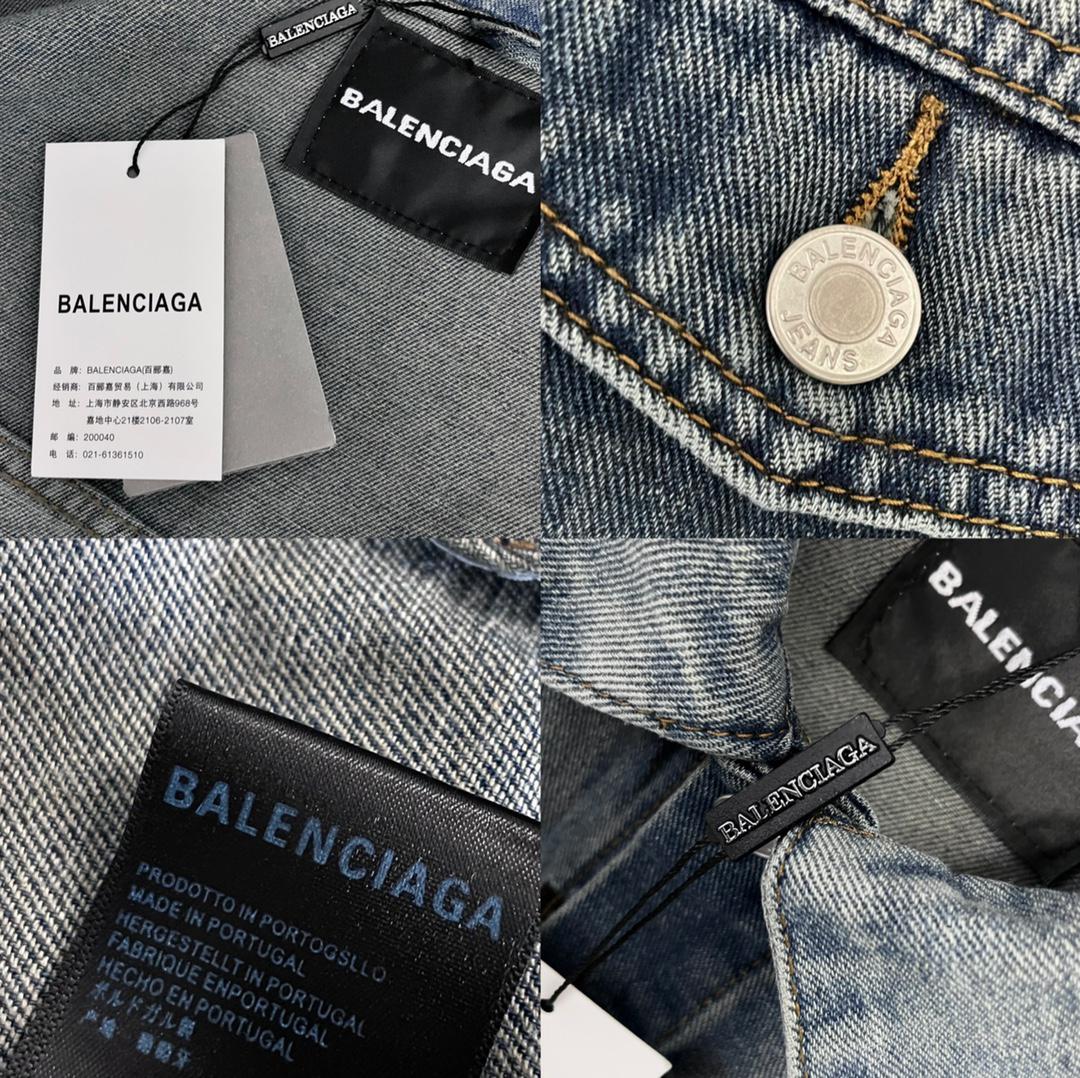 BALENCIAGA
BALENCIAGA
BALENCIAGA
品 牌: BALENCIAGA(百郦嘉)
经销商: 百郦嘉贸易（上海）有限公司
地 址: 上海市静安区北京西路968号
嘉地中心21楼2106-2107室
邮 编: 200040
电 话: 021-61361510
BALENCIAGA
JEANS
BALENCIAGA
PRODOTTO IN PORTOGSLLO
MADE IN PORTUGAL
HERGESTELLT IN PORTUGAL
FABRIQUE ENPORTUGAL
HECHO EN PORTUGAL
ポルトガル製
BALENCIA
BALENCIAGA